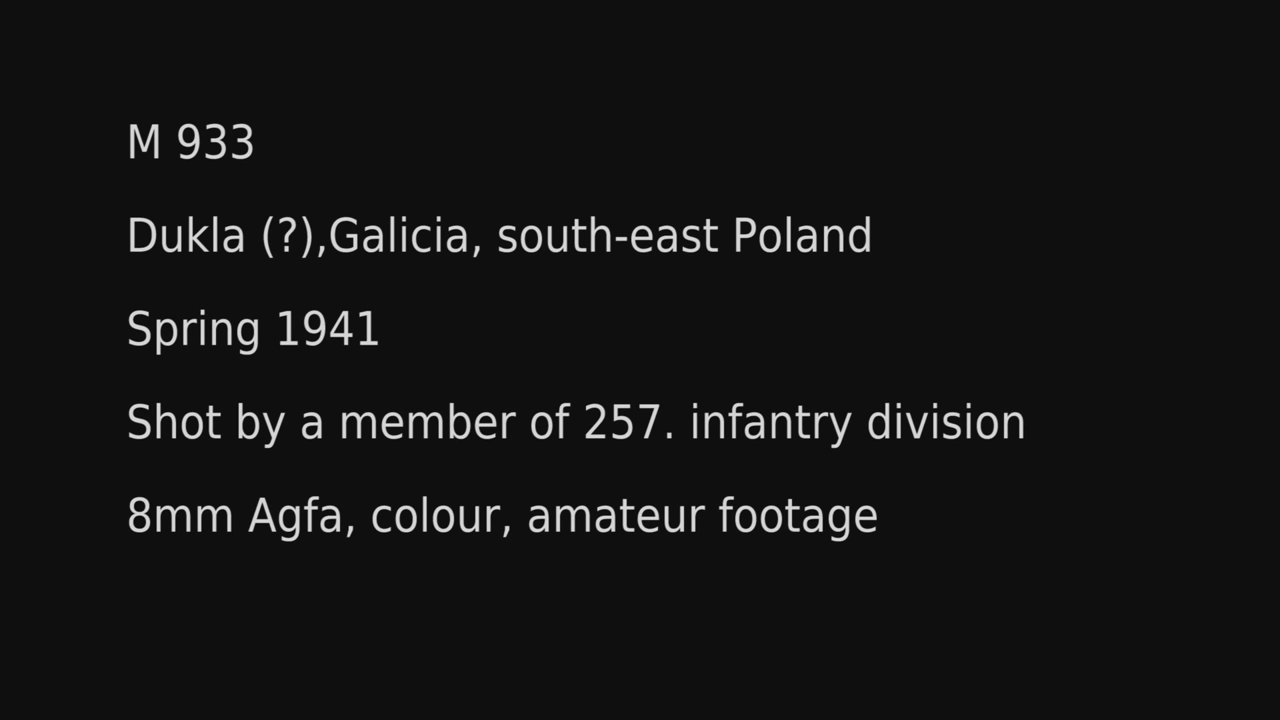 M 933
Dukla (?),Galicia, south-east Poland
Spring 1941
Shot by a member of 257. infantry division
8mm Agfa, colour, amateur footage